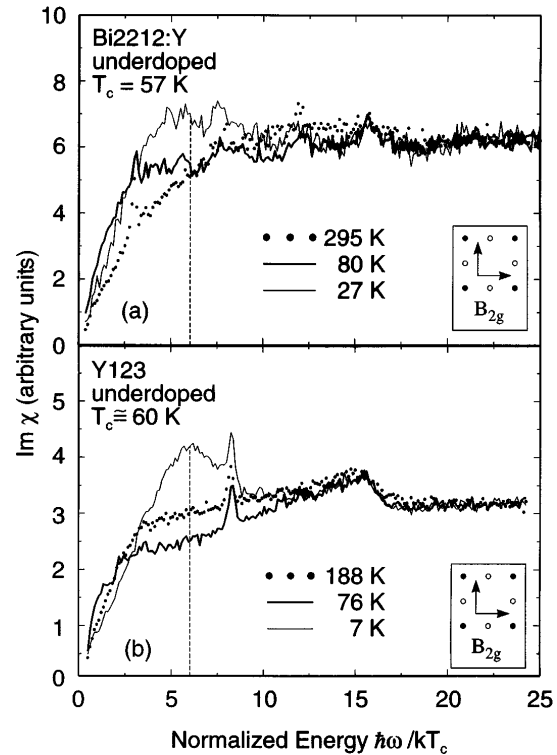 10
Bi2212:Y
underdoped
T_c = 57 K
8
6
4
295 K
80 K
27 K
2
(a)
B_2g
0
Im χ (arbitrary units)
Y123
underdoped
T_c ≅ 60 K
5
4
3
2
188 K
76 K
7 K
1
(b)
B_2g
0
0 5 10 15 20 25
Normalized Energy ℏω /kT_c